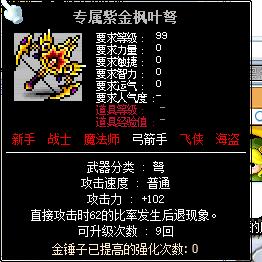 专属紫金枫叶弩
要求等级: 99
要求力量: 0
要求敏捷: 0
要求智力: 0
要求运气: 0
要求人气度: -
道具等级: -
道具经验值: -
新手 战士 魔法师 弓箭手 飞侠 海盗
武器分类 : 弩
攻击速度 : 普通
攻击力 : +102
直接攻击时62的比率发生后退现象。
可升级次数 : 9回
金锤子已提高的强化次数: 0